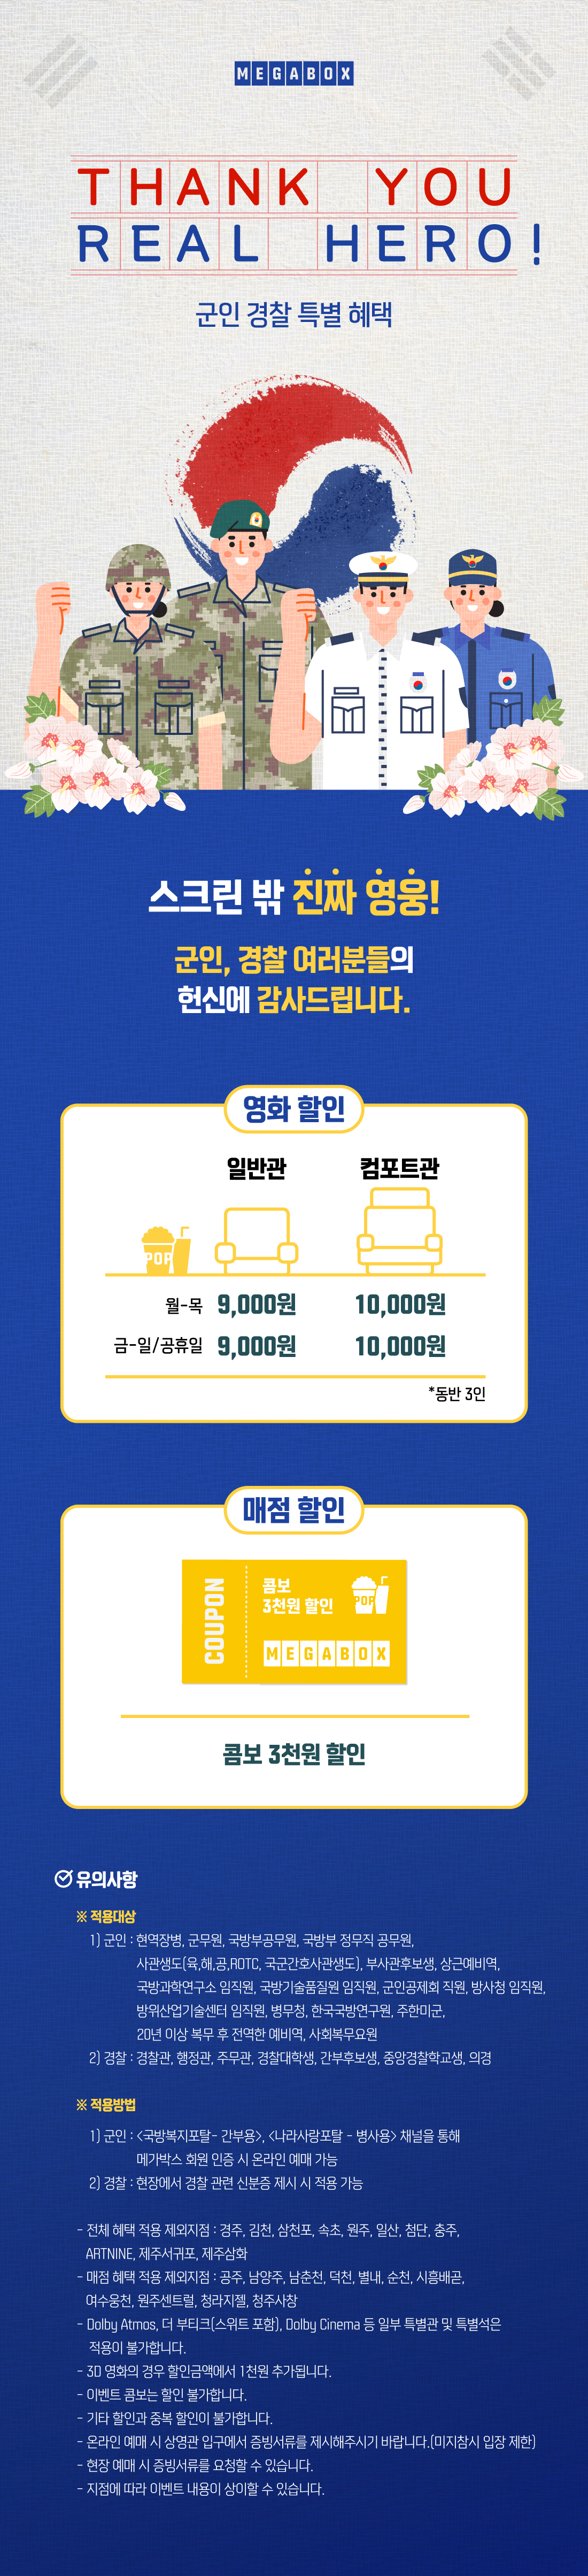 MEGABOX
THANK YOU
REAL HERO!
군인 경찰 특별 혜택
스크린 밖 진짜 영웅!
군인, 경찰 여러분들의
헌신에 감사드립니다.
영화 할인
일반관 컴포트관
POP
월-목 9,000원 10,000원
금-일/공휴일 9,000원 10,000원
*동반 3인
매점 할인
COUPON
콤보
3천원 할인
POP
MEGABOX
콤보 3천원 할인
유의사항
※ 적용대상
1) 군인 : 현역장병, 군무원, 국방부공무원, 국방부 정무직 공무원,
사관생도(육,해,공,ROTC, 국군간호사관생도), 부사관후보생, 상근예비역,
국방과학연구소 임직원, 국방기술품질원 임직원, 군인공제회 직원, 방사청 임직원,
방위산업기술센터 임직원, 병무청, 한국국방연구원, 주한미군,
20년 이상 복무 후 전역한 예비역, 사회복무요원
2) 경찰 : 경찰관, 행정관, 주무관, 경찰대학생, 간부후보생, 중앙경찰학교생, 의경
※ 적용방법
1) 군인 : <국방복지포탈- 간부용>, <나라사랑포탈 - 병사용> 채널을 통해
메가박스 회원 인증 시 온라인 예매 가능
2) 경찰 : 현장에서 경찰 관련 신분증 제시 시 적용 가능
- 전체 혜택 적용 제외지점 : 경주, 김천, 삼천포, 속초, 원주, 일산, 첨단, 충주,
ARTNINE, 제주서귀포, 제주삼화
- 매점 혜택 적용 제외지점 : 공주, 남양주, 남춘천, 덕천, 별내, 순천, 시흥배곧,
여수웅천, 원주센트럴, 청라지젤, 청주사창
- Dolby Atmos, 더 부티크(스위트 포함), Dolby Cinema 등 일부 특별관 및 특별석은
적용이 불가합니다.
- 3D 영화의 경우 할인금액에서 1천원 추가됩니다.
- 이벤트 콤보는 할인 불가합니다.
- 기타 할인과 중복 할인이 불가합니다.
- 온라인 예매 시 상영관 입구에서 증빙서류를 제시해주시기 바랍니다.(미지참시 입장 제한)
- 현장 예매 시 증빙서류를 요청할 수 있습니다.
- 지점에 따라 이벤트 내용이 상이할 수 있습니다.